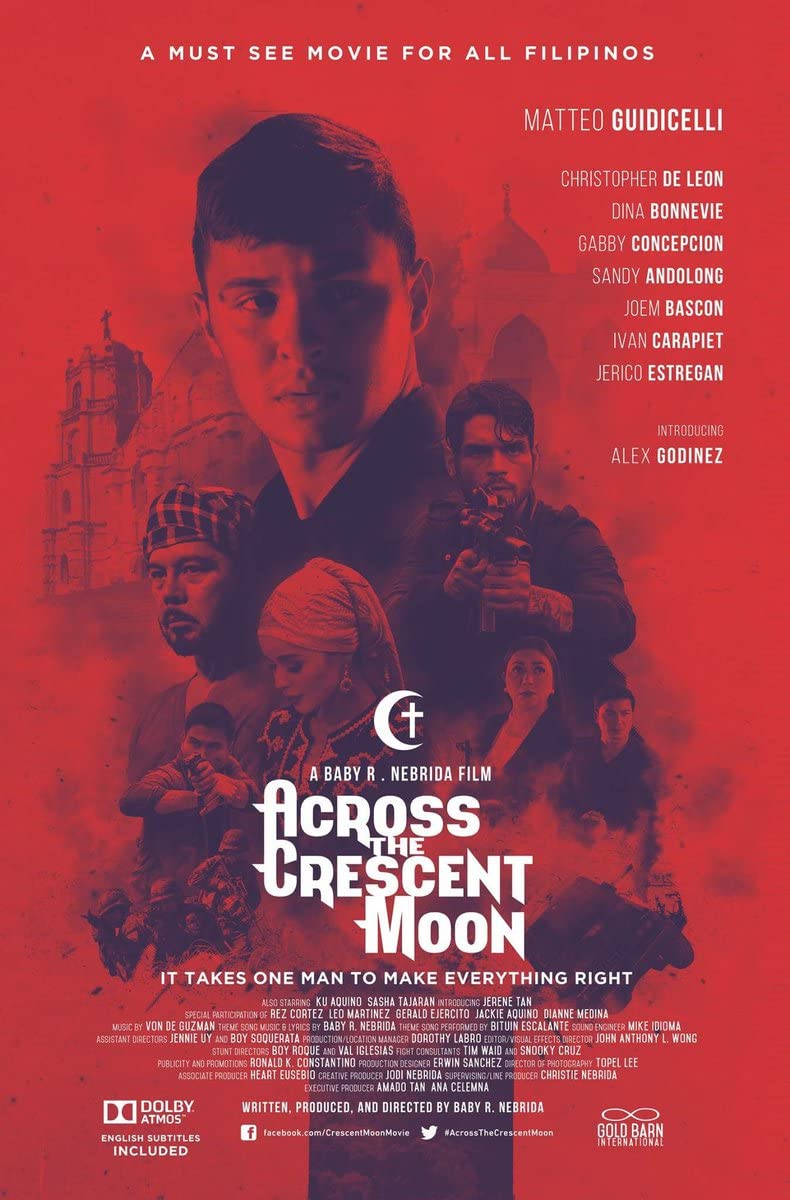 A MUST SEE MOVIE FOR ALL FILIPINOS
MATTEO GUIDICELLI
CHRISTOPHER DE LEON
DINA BONNEVIE
GABBY CONCEPCION
SANDY ANDOLONG
JOEM BASCON
IVAN CARAPIET
JERICO ESTREGAN
INTRODUCING
ALEX GODINEZ
A BABY R . NEBRIDA FILM
ACROSS
THE
CRESCENT
MOON
IT TAKES ONE MAN TO MAKE EVERYTHING RIGHT
ALSO STARRING KU AQUINO SASHA TAJARAN INTRODUCING JERENE TAN
SPECIAL PARTICIPATION OF REZ CORTEZ LEO MARTINEZ GERALD EJERCITO JACKIE AQUINO DIANNE MEDINA
MUSIC BY VON DE GUZMAN THEME SONG MUSIC & LYRICS BY BABY R. NEBRIDA THEME SONG PERFORMED BY BITUIN ESCALANTE SOUND ENGINEER MIKE IDIOMA
ASSISTANT DIRECTORS JENNIE UY AND BOY SOQUERATA PRODUCTION/LOCATION MANAGER DOROTHY LABRO EDITOR/VISUAL EFFECTS DIRECTOR JOHN ANTHONY L. WONG
STUNT DIRECTORS BOY ROQUE AND VAL IGLESIAS FIGHT CONSULTANTS TIM WAID AND SNOOKY CRUZ
PUBLICITY AND PROMOTIONS RONALD K. CONSTANTINO PRODUCTION DESIGNER ERWIN SANCHEZ DIRECTOR OF PHOTOGRAPHY TOPEL LEE
ASSOCIATE PRODUCER HEART EUSEBIO CREATIVE PRODUCER JODI NEBRIDA SUPERVISING/LINE PRODUCER CHRISTIE NEBRIDA
EXECUTIVE PRODUCER AMADO TAN ANA CELEMNA
WRITTEN, PRODUCED, AND DIRECTED BY BABY R. NEBRIDA
DOLBY
ATMOS™
ENGLISH SUBTITLES
INCLUDED
facebook.com/CrescentMoonMovie #AcrossTheCrescentMoon
GOLD BARN
INTERNATIONAL